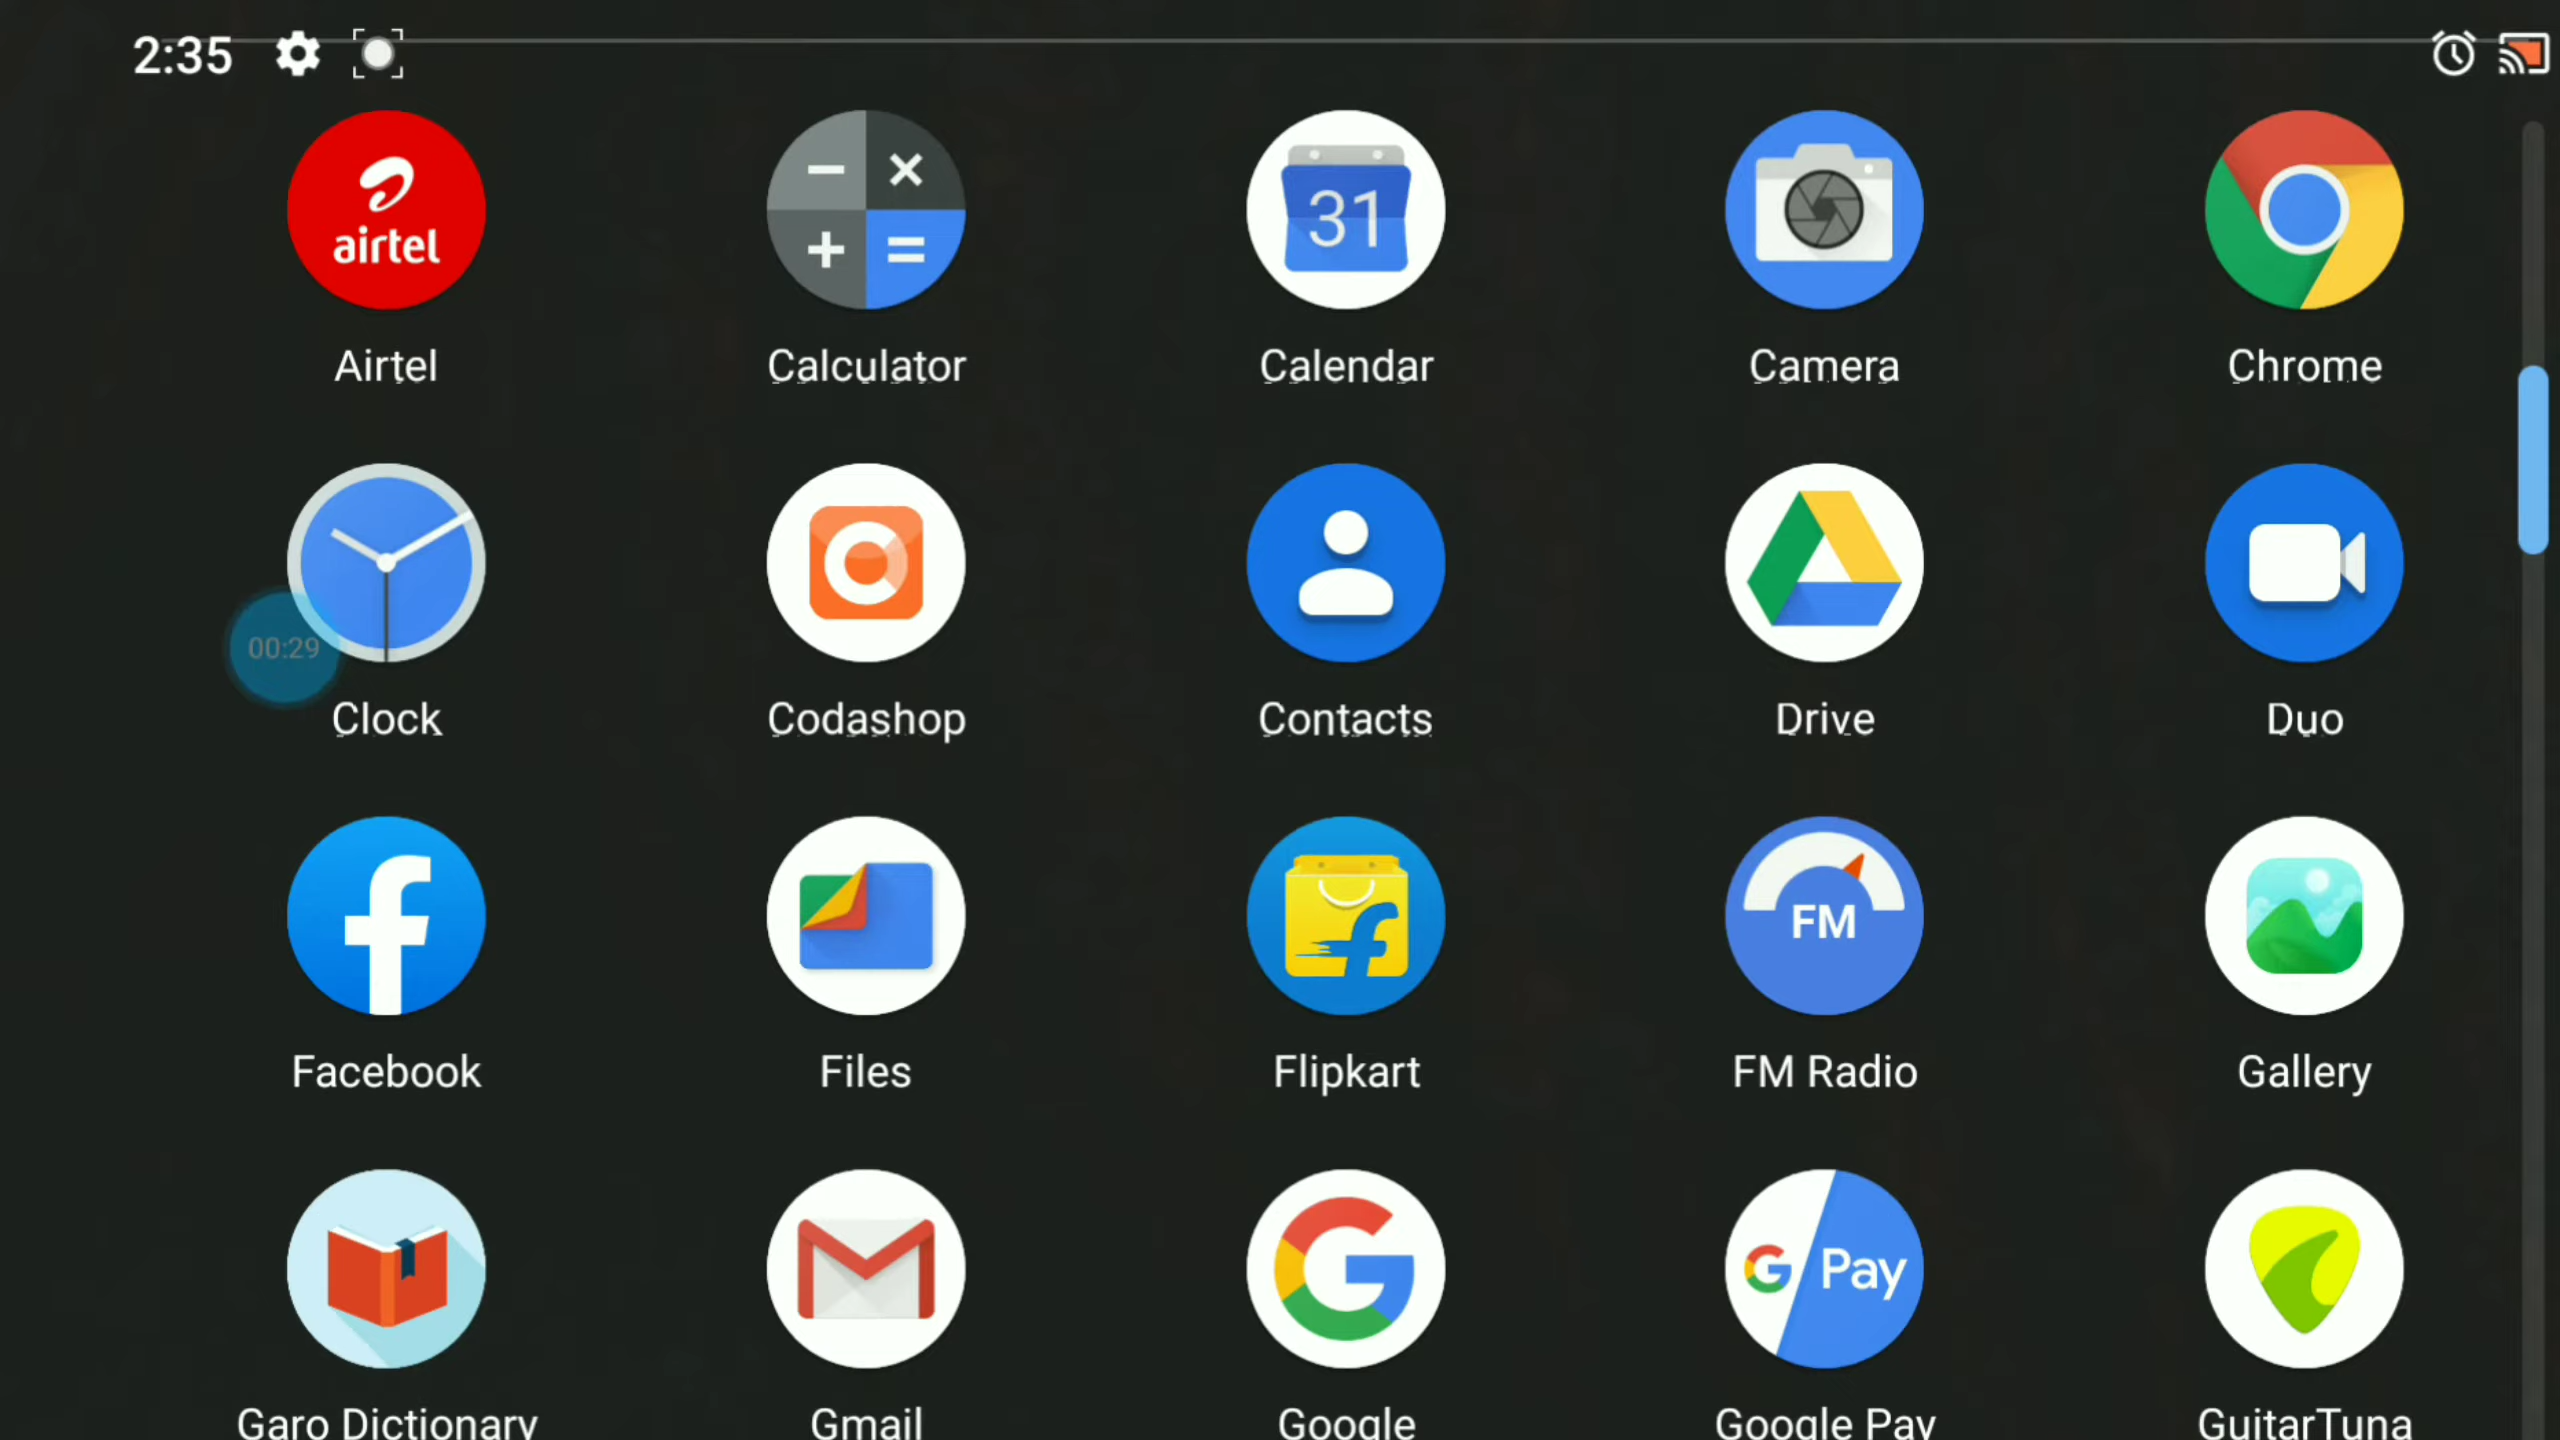 2:35
airtel
31
Airtel Calculator Calendar Camera Chrome
00:29
Clock Codashop Contacts Drive Duo
FM
Facebook Files Flipkart FM Radio Gallery
G Pay
Garo Dictionary Gmail Google Google Pay GuitarTuna